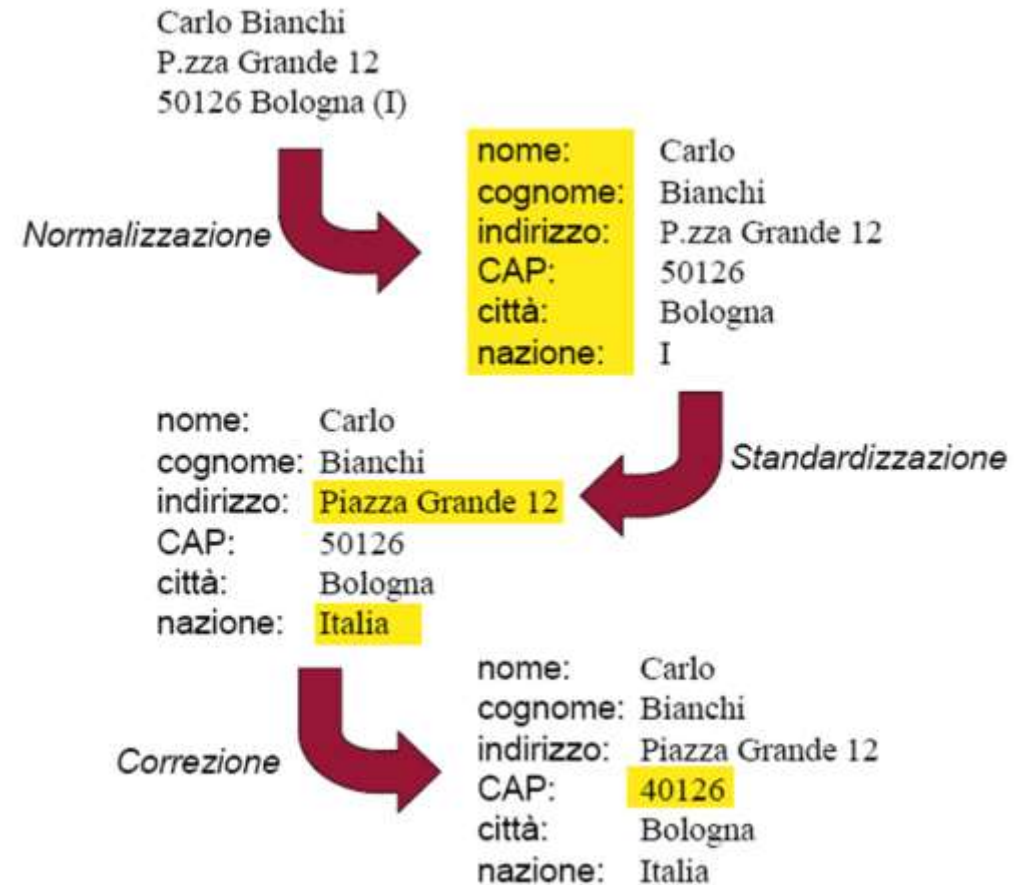 Carlo Bianchi
P.zza Grande 12
50126 Bologna (I)
Normalizzazione
nome: Carlo
cognome: Bianchi
indirizzo: P.zza Grande 12
CAP: 50126
città: Bologna
nazione: I
Standardizzazione
nome: Carlo
cognome: Bianchi
indirizzo: Piazza Grande 12
CAP: 50126
città: Bologna
nazione: Italia
Correzione
nome: Carlo
cognome: Bianchi
indirizzo: Piazza Grande 12
CAP: 40126
città: Bologna
nazione: Italia